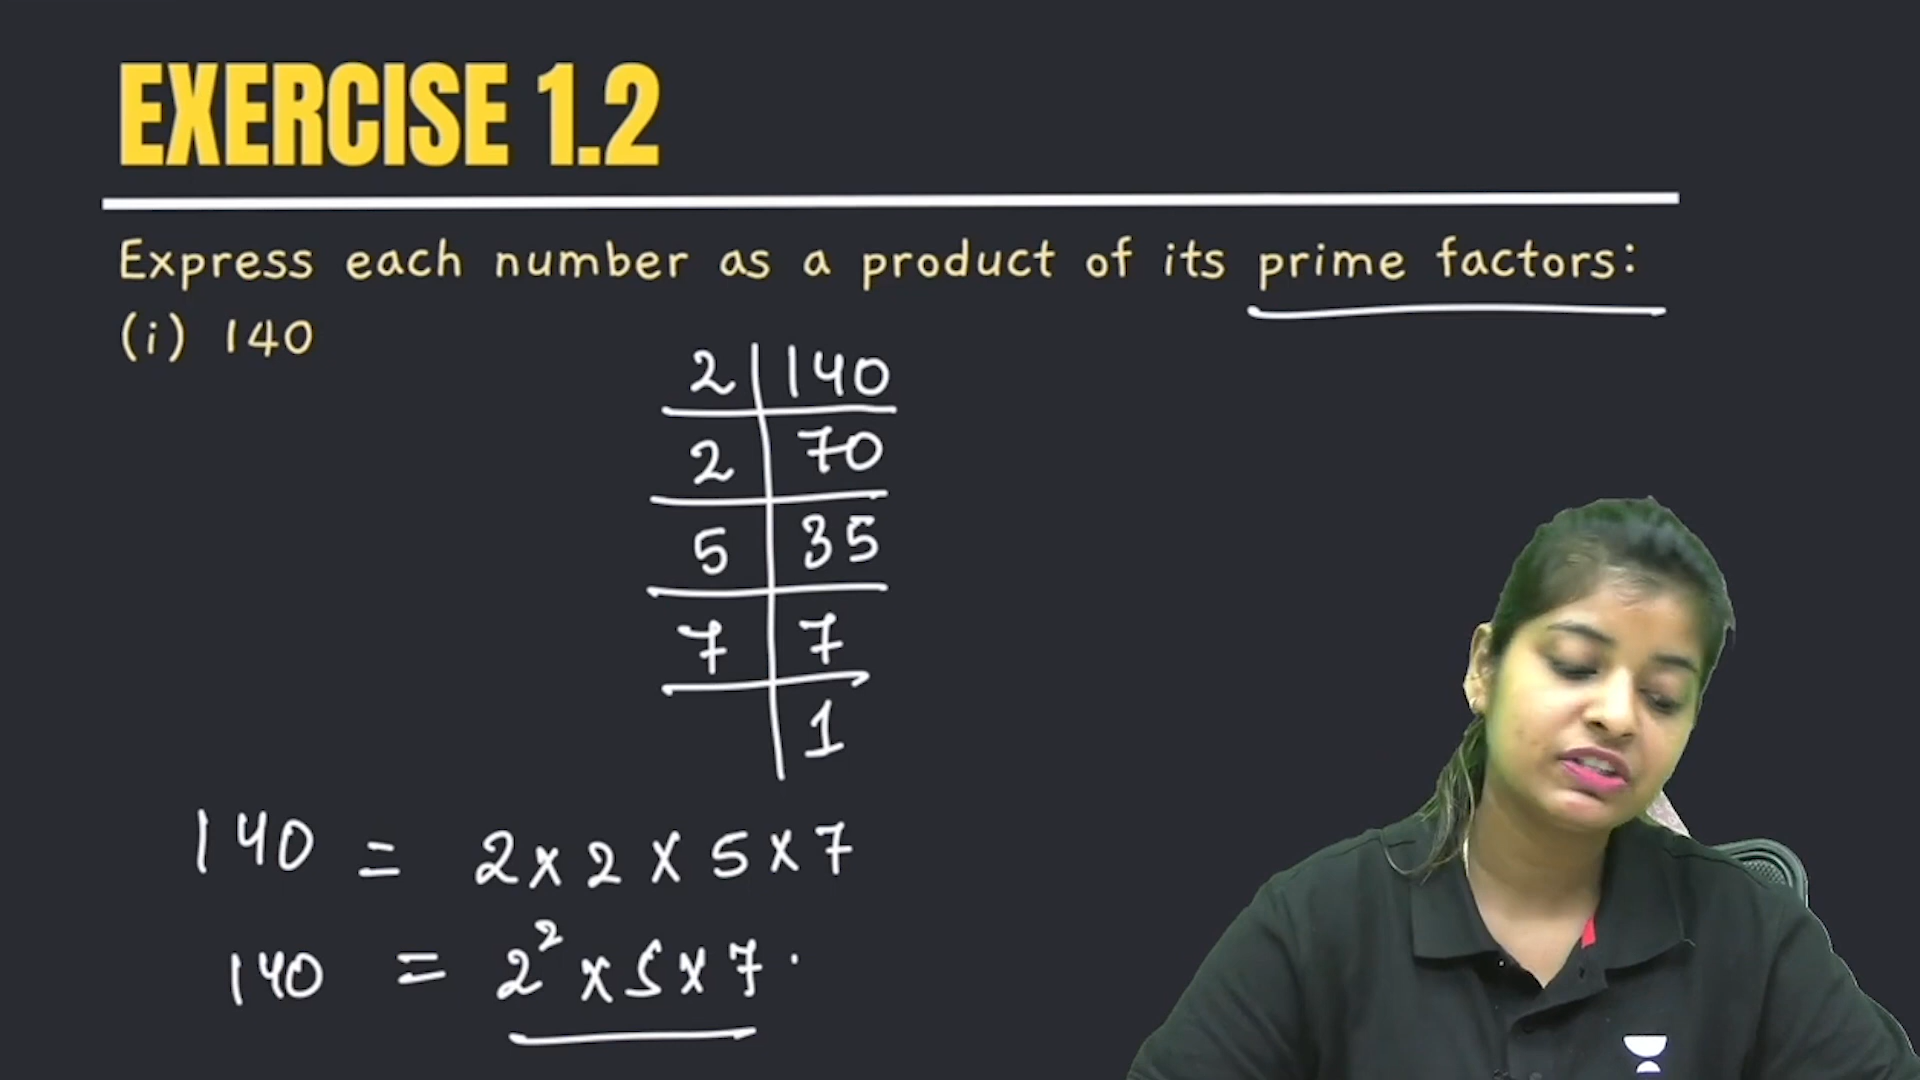 EXERCISE 1.2
Express each number as a product of its prime factors:
(i) 140
2 | 140
2 | 70
5 | 35
7 | 7
| 1
140 = 2 x 2 x 5 x 7
140 = 2² x 5 x 7 .